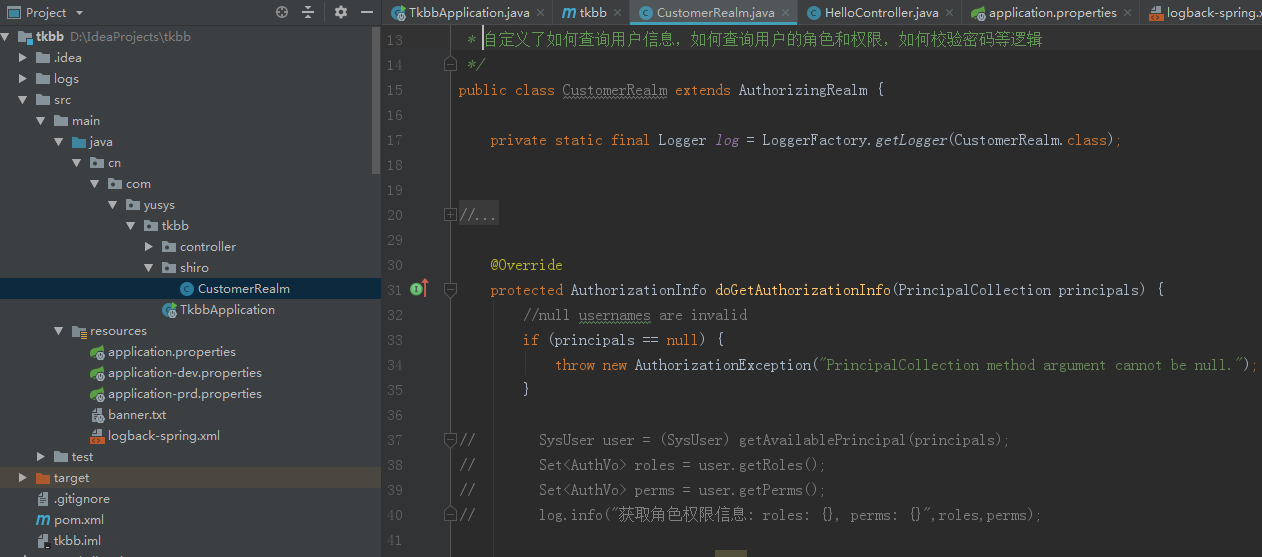 Project
TkbbApplication.java
tkbb
CustomerRealm.java
HelloController.java
application.properties
logback-spring.x
tkbb D:\IdeaProjects\tkbb
.idea
logs
src
main
java
cn
com
yusys
tkbb
controller
shiro
CustomerRealm
TkbbApplication
resources
application.properties
application-dev.properties
application-prd.properties
banner.txt
logback-spring.xml
test
target
.gitignore
pom.xml
tkbb.iml
13 * 自定义了如何查询用户信息，如何查询用户的角色和权限，如何校验密码等逻辑
14 */
15 public class CustomerRealm extends AuthorizingRealm {
16
17 private static final Logger log = LoggerFactory.getLogger(CustomerRealm.class);
18
19
20 //...
29
30 @Override
31 protected AuthorizationInfo doGetAuthorizationInfo(PrincipalCollection principals) {
32 //null usernames are invalid
33 if (principals == null) {
34 throw new AuthorizationException("PrincipalCollection method argument cannot be null.");
35 }
36
37 // SysUser user = (SysUser) getAvailablePrincipal(principals);
38 // Set<AuthVo> roles = user.getRoles();
39 // Set<AuthVo> perms = user.getPerms();
40 // log.info("获取角色权限信息: roles: {}, perms: {}",roles,perms);
41